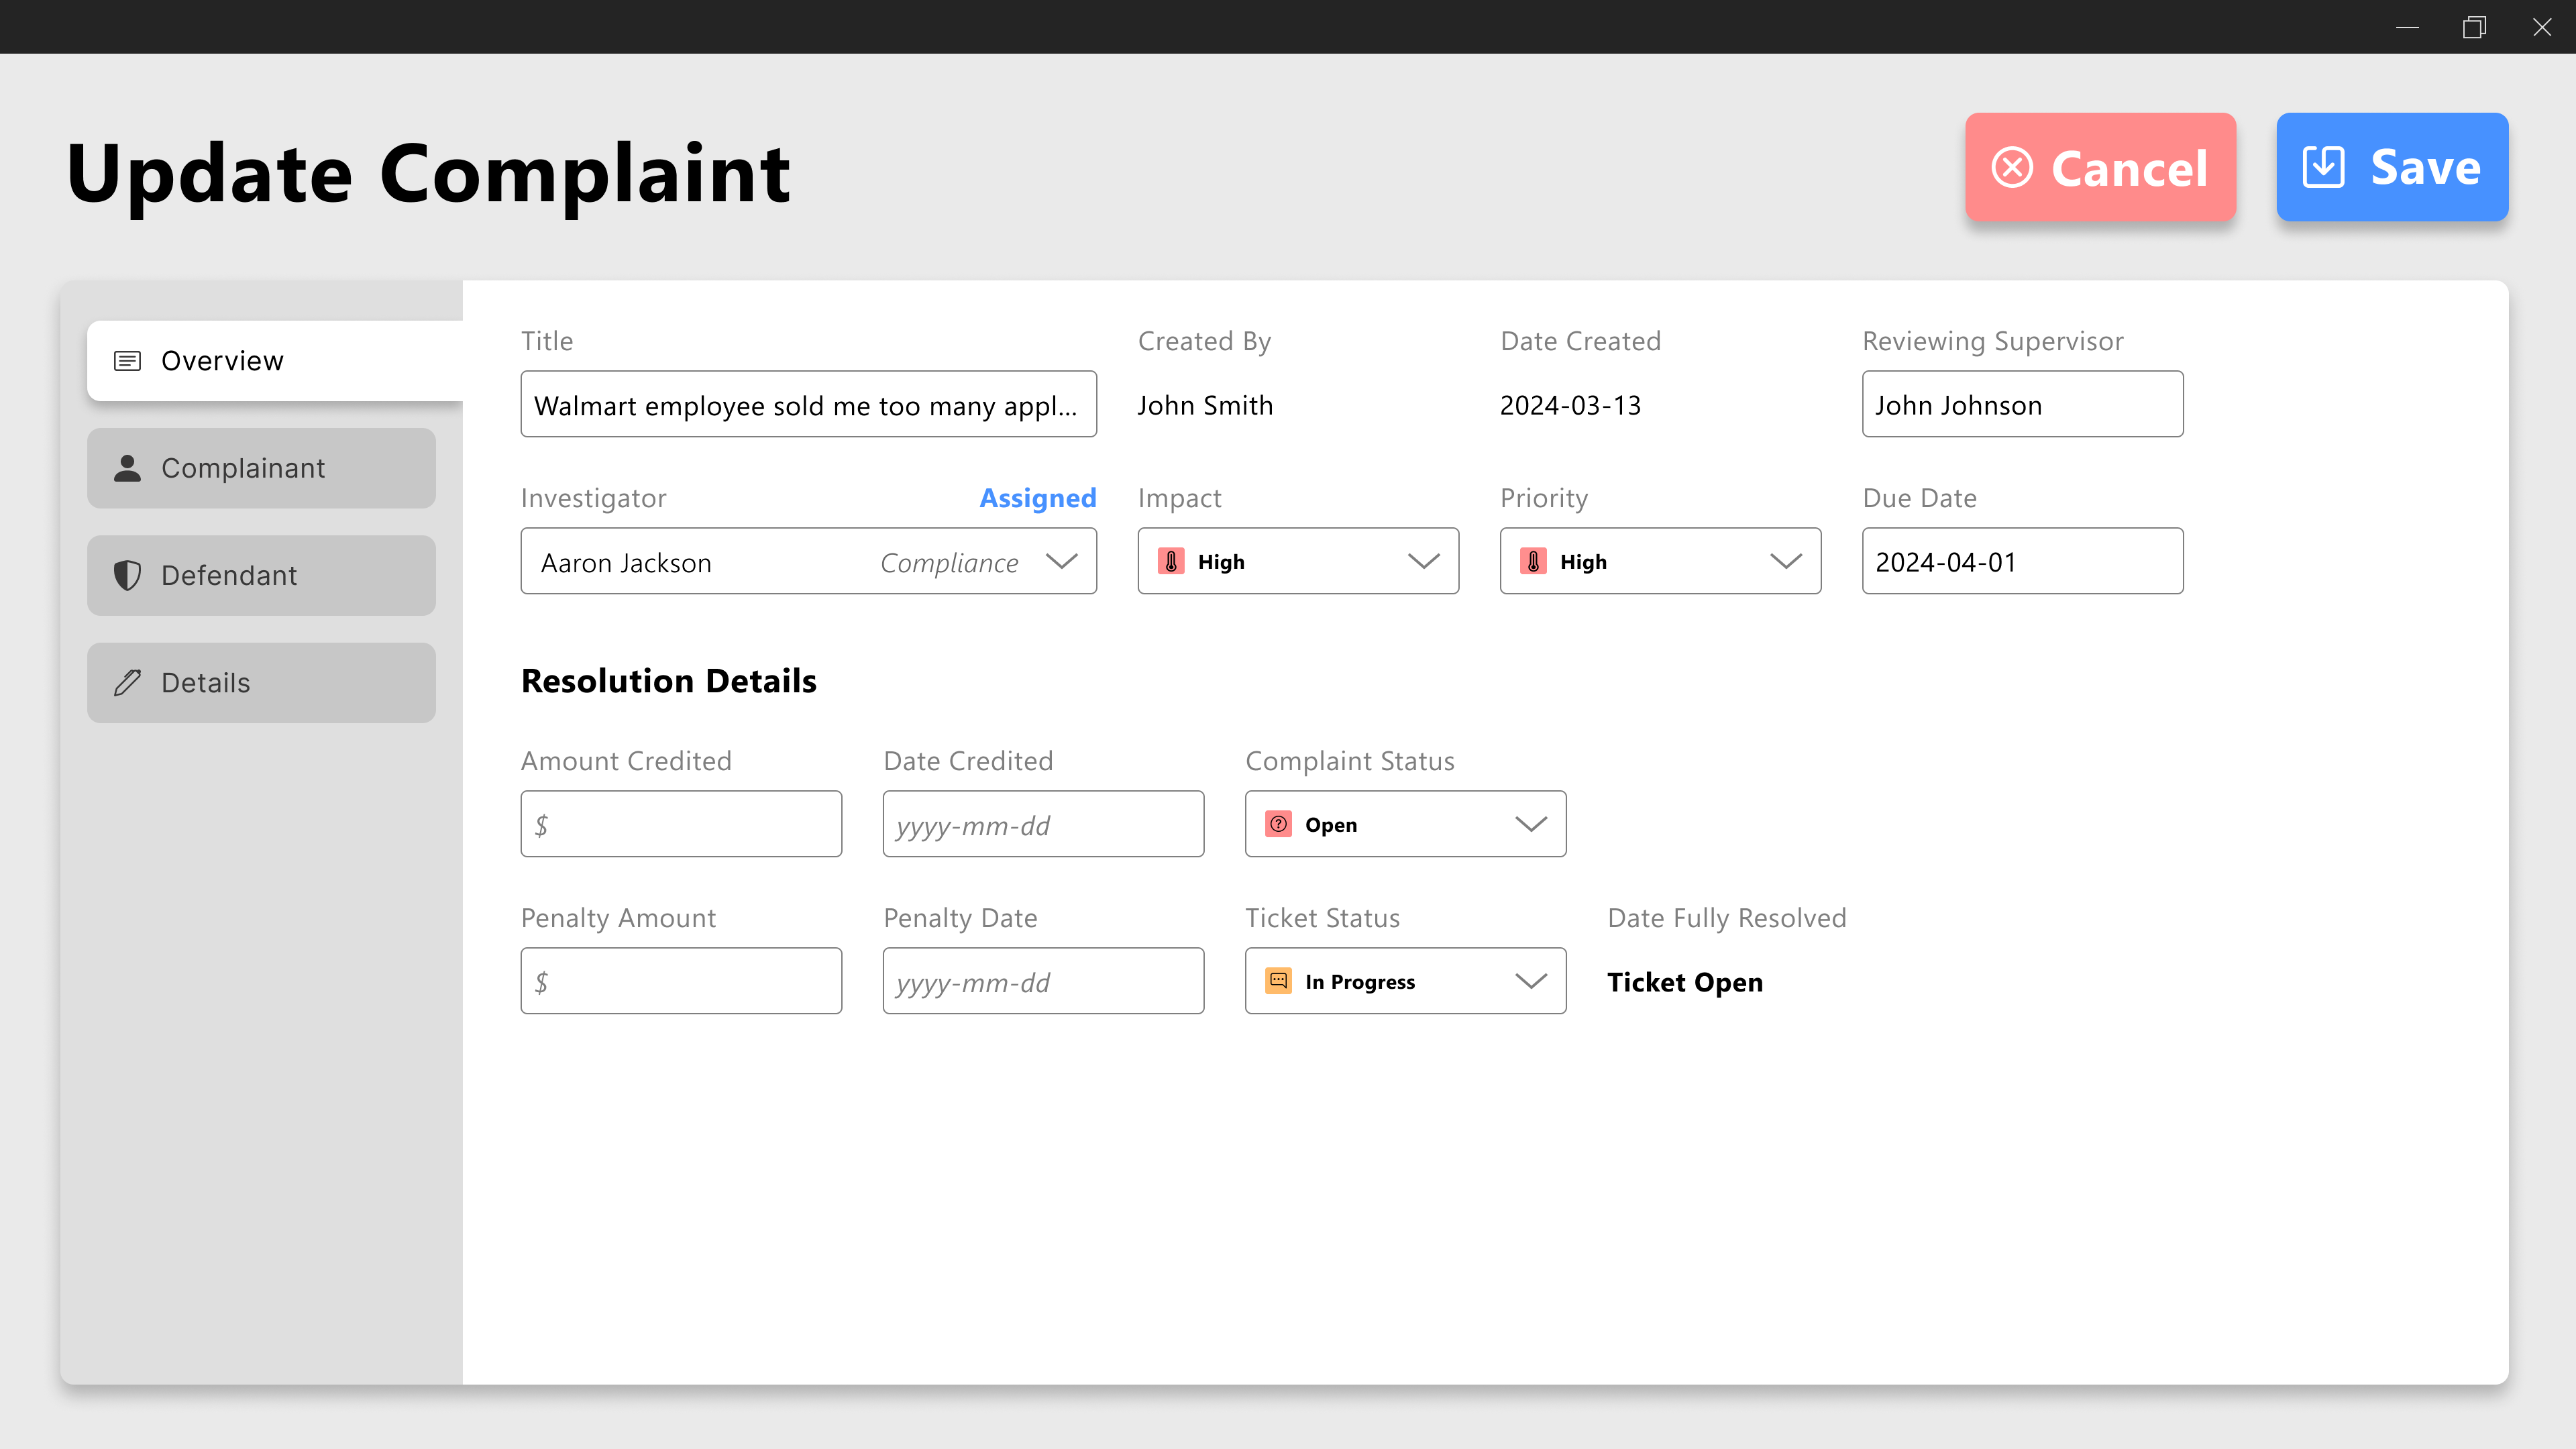 Update Complaint
Cancel
Save
Overview
Complainant
Defendant
Details
Title
Created By
Date Created
Reviewing Supervisor
Walmart employee sold me too many appl...
John Smith
2024-03-13
John Johnson
Investigator
Assigned
Impact
Priority
Due Date
Aaron Jackson
Compliance
High
High
2024-04-01
Resolution Details
Amount Credited
Date Credited
Complaint Status
$
yyyy-mm-dd
Open
Penalty Amount
Penalty Date
Ticket Status
Date Fully Resolved
$
yyyy-mm-dd
In Progress
Ticket Open